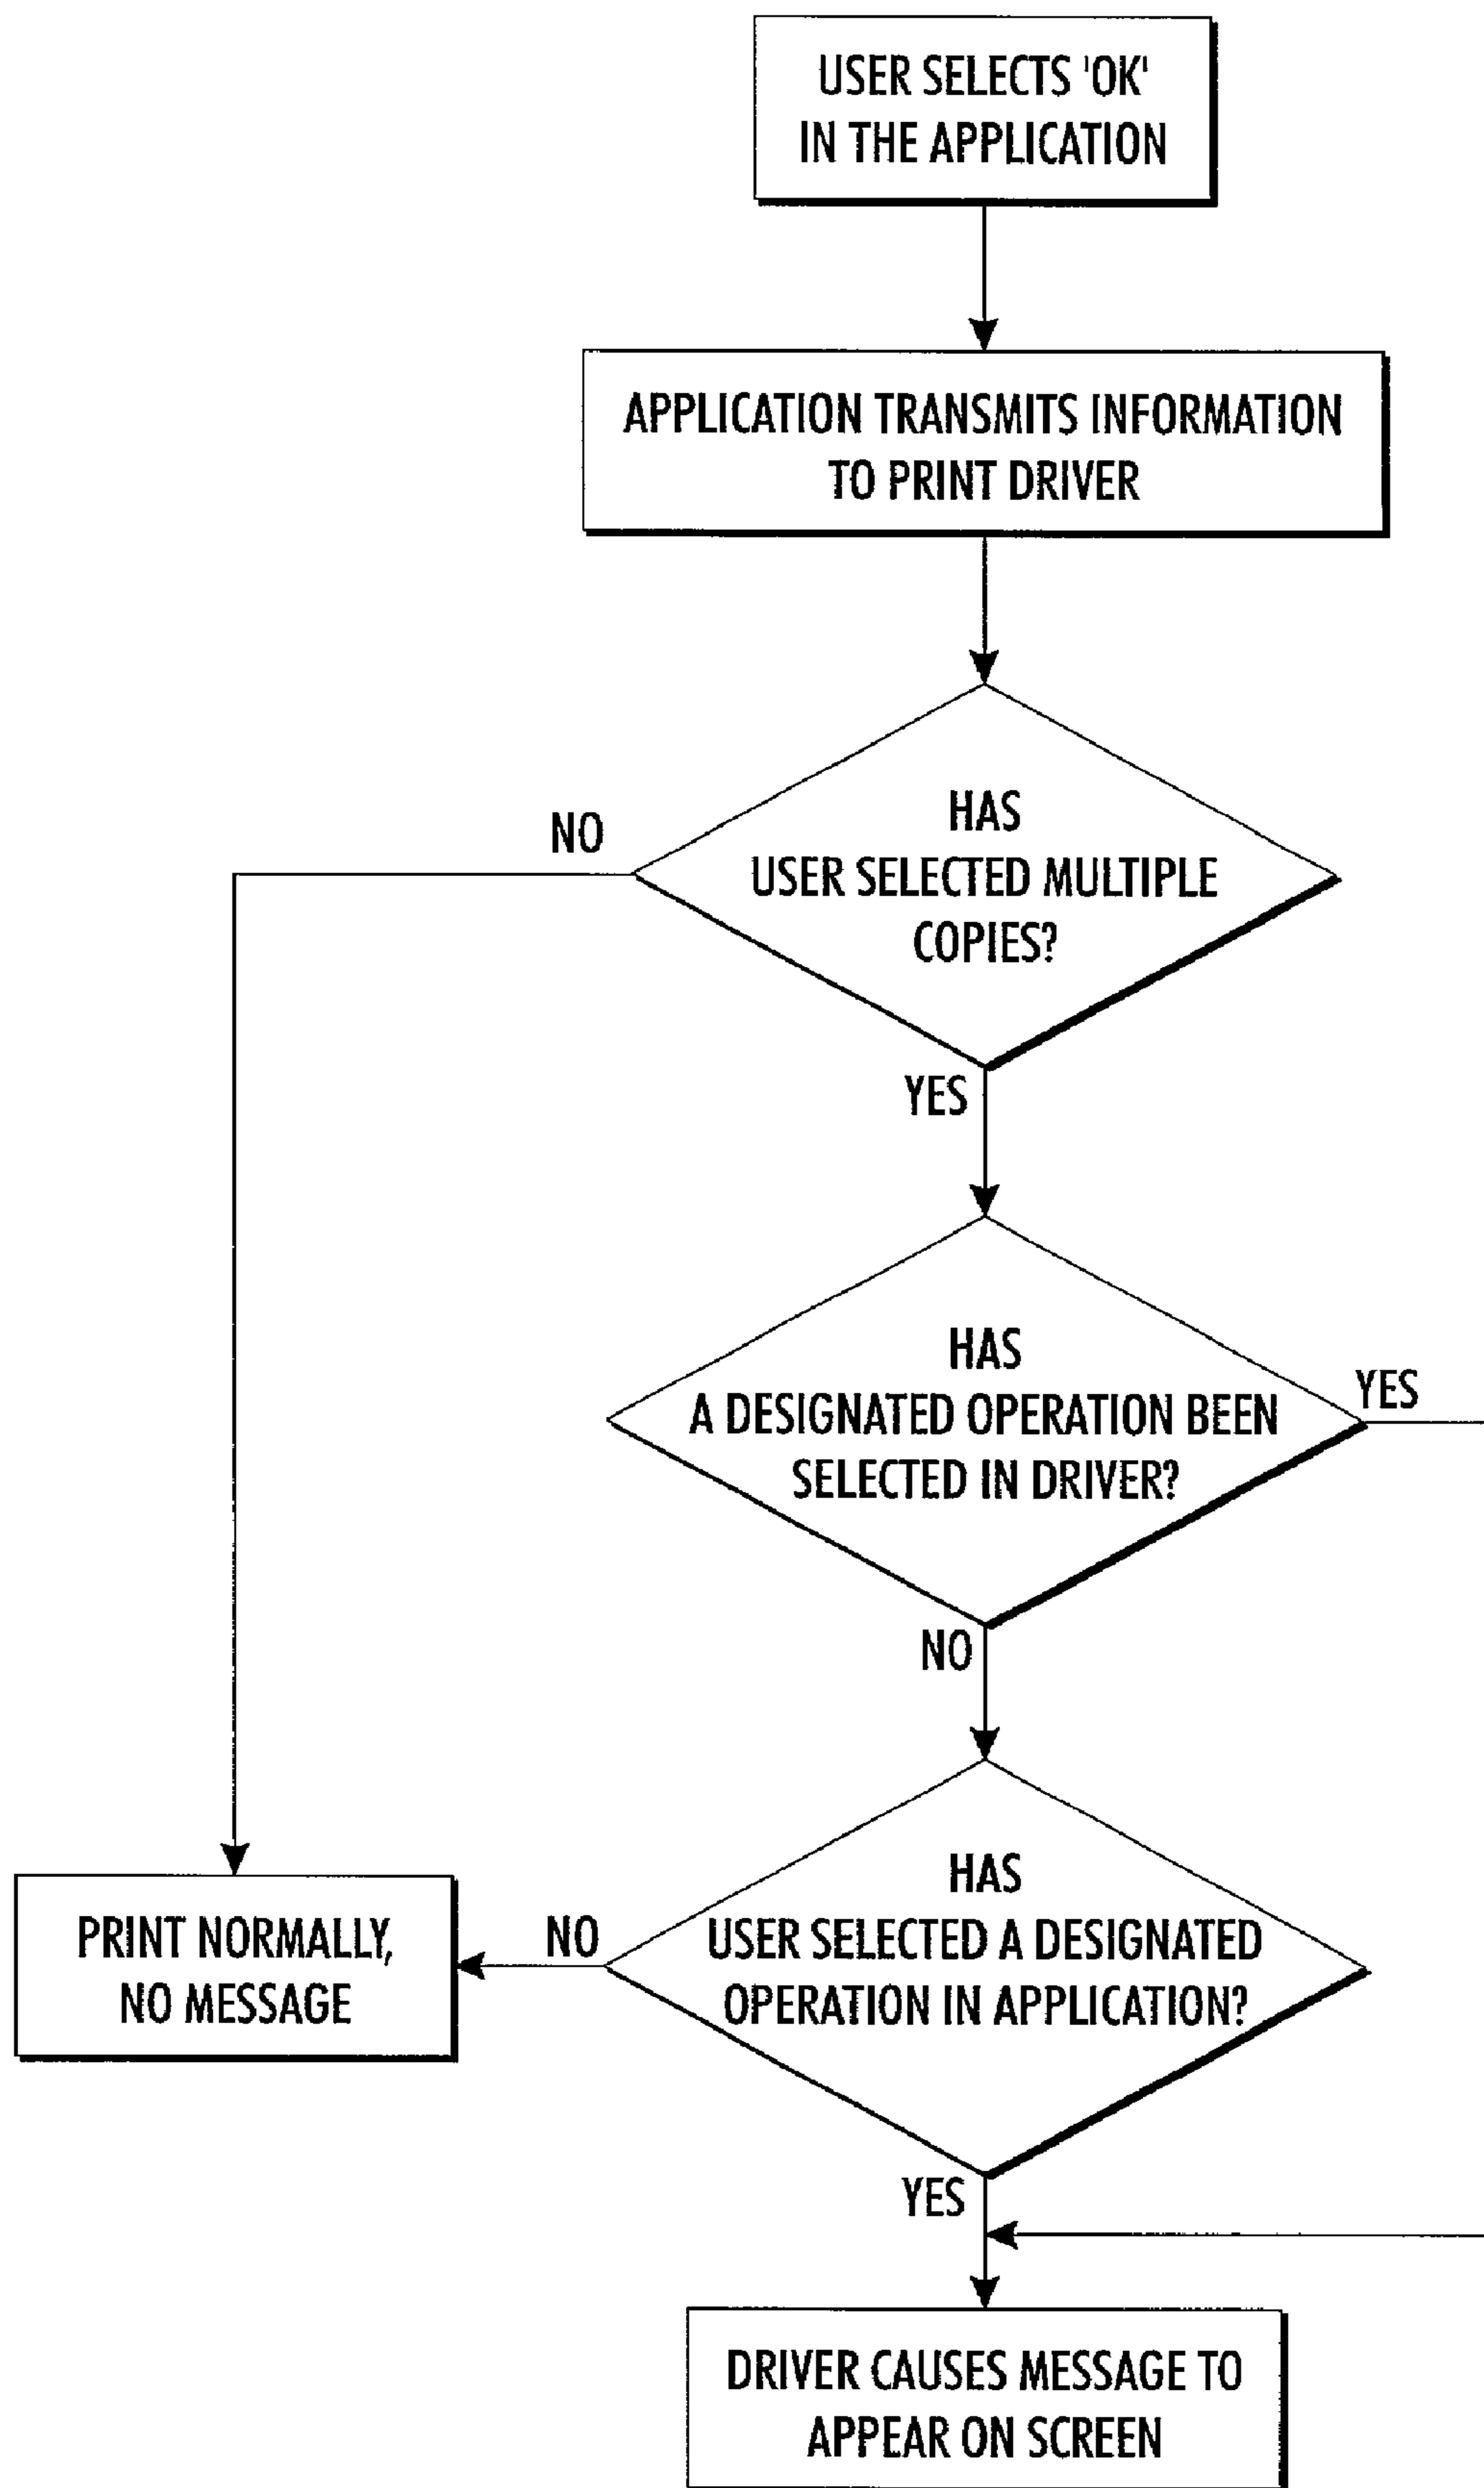 USER SELECTS 'OK'
IN THE APPLICATION
APPLICATION TRANSMITS INFORMATION
TO PRINT DRIVER
HAS
USER SELECTED MULTIPLE
COPIES?
NO
YES
HAS
A DESIGNATED OPERATION BEEN
SELECTED IN DRIVER?
YES
NO
HAS
USER SELECTED A DESIGNATED
OPERATION IN APPLICATION?
NO
PRINT NORMALLY,
NO MESSAGE
YES
DRIVER CAUSES MESSAGE TO
APPEAR ON SCREEN